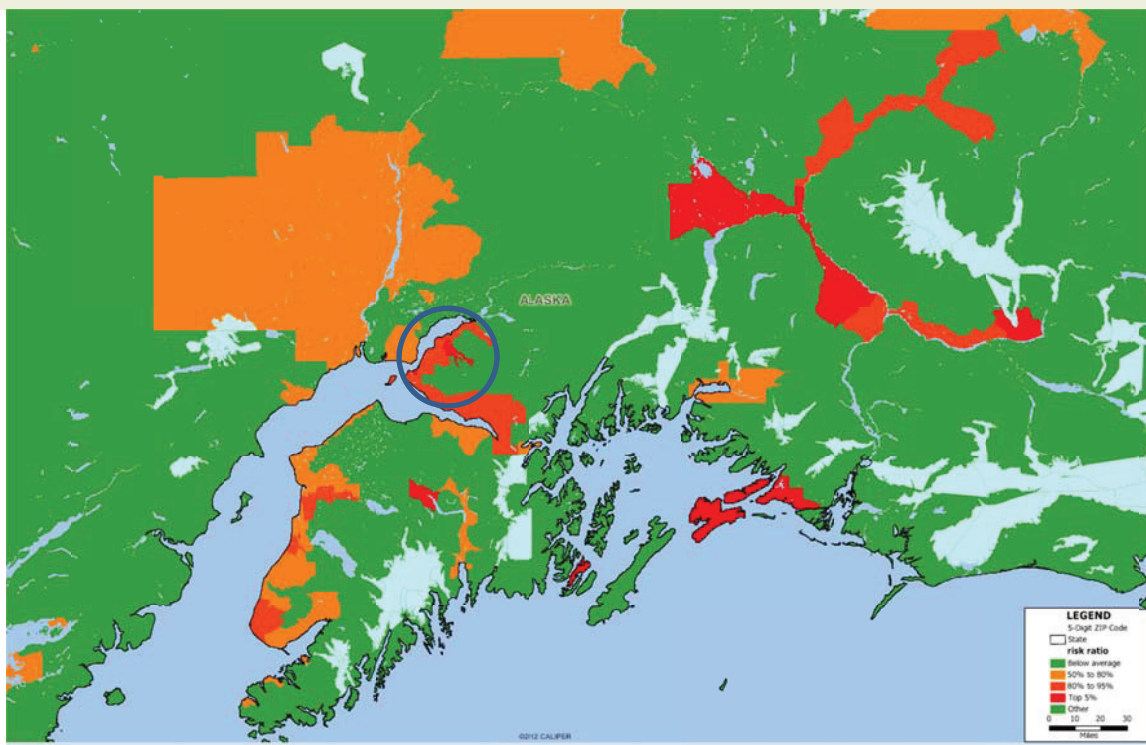 ALASKA
LEGEND
5-Digit ZIP Code
State
risk ratio
Below average
50% to 80%
80% to 95%
Top 5%
Other
0 10 20 30
Miles
©212 CALIPER